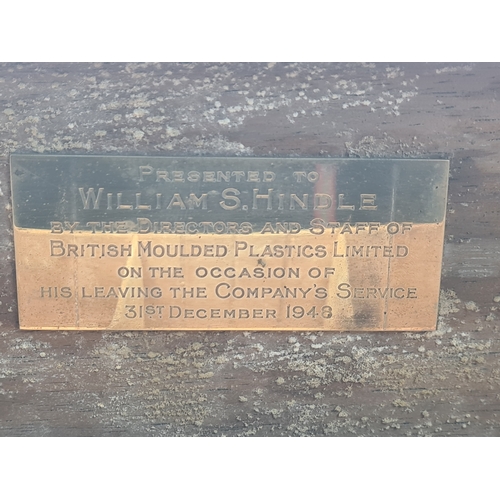 PRESENTED TO
WILLIAM S. HINDLE
BY THE DIRECTORS AND STAFF OF
BRITISH MOULDED PLASTICS LIMITED
ON THE OCCASION OF
HIS LEAVING THE COMPANY'S SERVICE
31ST DECEMBER 1948